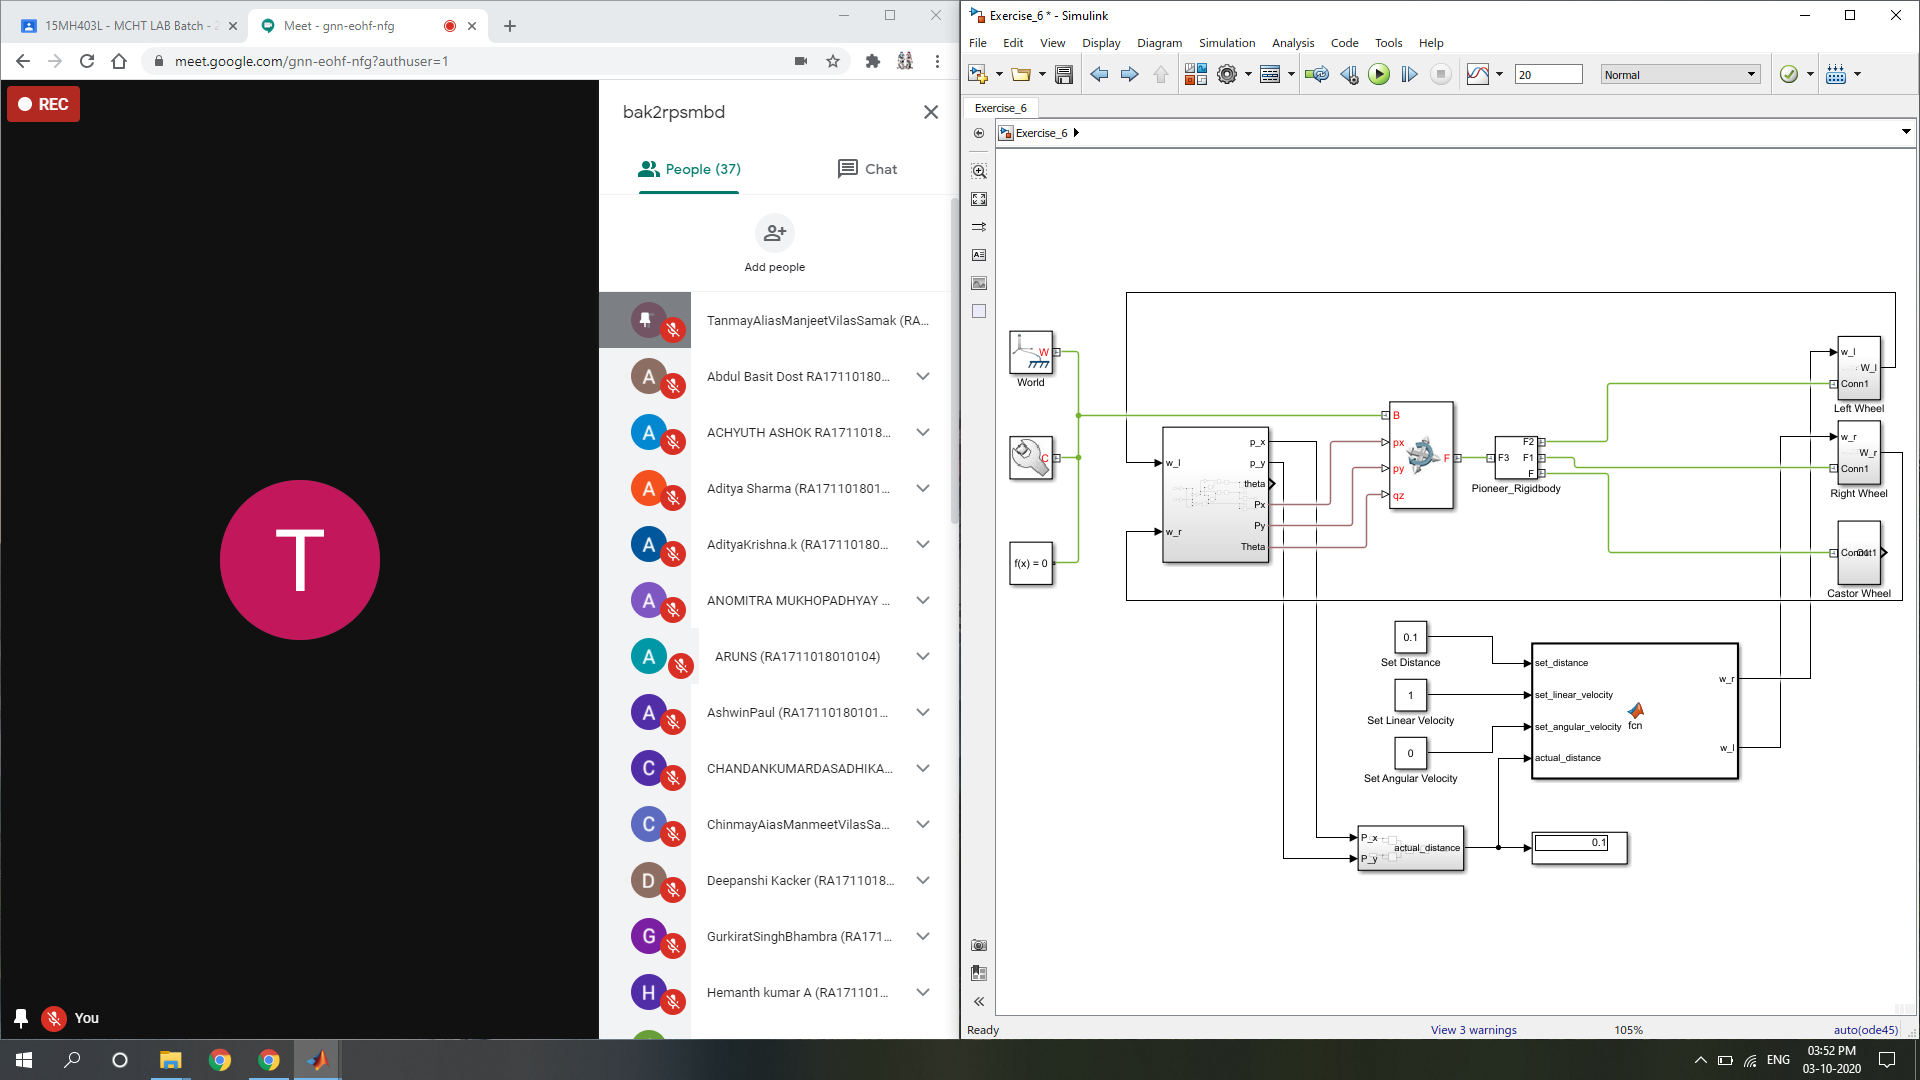 15MH403L - MCHT LAB Batch - 2
Meet - gnn-eohf-nfg
meet.google.com/gnn-eohf-nfg?authuser=1
REC
bak2rpsmbd
People (37)
Chat
Add people
TanmayAliasManjeetVilasSamak (RA...
Abdul Basit Dost RA17110180...
ACHYUTH ASHOK RA1711018...
Aditya Sharma (RA171101801...
AdityaKrishna.k (RA17110180...
ANOMITRA MUKHOPADHYAY ...
ARUNS (RA1711018010104)
AshwinPaul (RA17110180101...
CHANDANKUMARDASADHIKA...
ChinmayAiasManmeetVilasSa...
Deepanshi Kacker (RA1711018...
GurkiratSinghBhambra (RA171...
Hemanth kumar A (RA171101...
A
A
A
A
A
A
A
C
C
D
G
H
T
You
Exercise_6 * - Simulink
File Edit View Display Diagram Simulation Analysis Code Tools Help
20
Normal
Exercise_6
Exercise_6
W
World
C
f(x) = 0
w_l
w_r
p_x
p_y
theta
Px
Py
Theta
B
px
py
qz
F
F3
F2
F1
F
Pioneer_Rigidbody
w_l
W_l
Conn1
Left Wheel
w_r
W_r
Conn1
Right Wheel
Castor Wheel
0.1
Set Distance
1
Set Linear Velocity
0
Set Angular Velocity
set_distance
set_linear_velocity
set_angular_velocity
actual_distance
fcn
w_r
w_l
P_x
P_y
actual_distance
0.1
Ready
View 3 warnings
105%
auto(ode45)
ENG
03:52 PM
03-10-2020